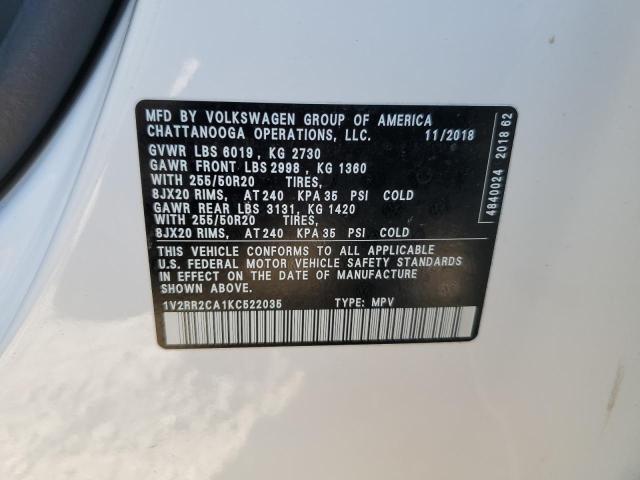 MFD BY VOLKSWAGEN GROUP OF AMERICA
CHATTANOOGA OPERATIONS, LLC. 11/2018
GVWR LBS 6019 , KG 2730
GAWR FRONT LBS 2998 , KG 1360
WITH 255/50R20 TIRES,
8JX20 RIMS, AT 240 KPA 35 PSI COLD
GAWR REAR LBS 3131, KG 1420
WITH 255/50R20 TIRES,
8JX20 RIMS, AT 240 KPA 35 PSI COLD
THIS VEHICLE CONFORMS TO ALL APPLICABLE
U.S. FEDERAL MOTOR VEHICLE SAFETY STANDARDS
IN EFFECT ON THE DATE OF MANUFACTURE
SHOWN ABOVE.
1V2RR2CA1KC522035 TYPE: MPV
4840024 2018 62